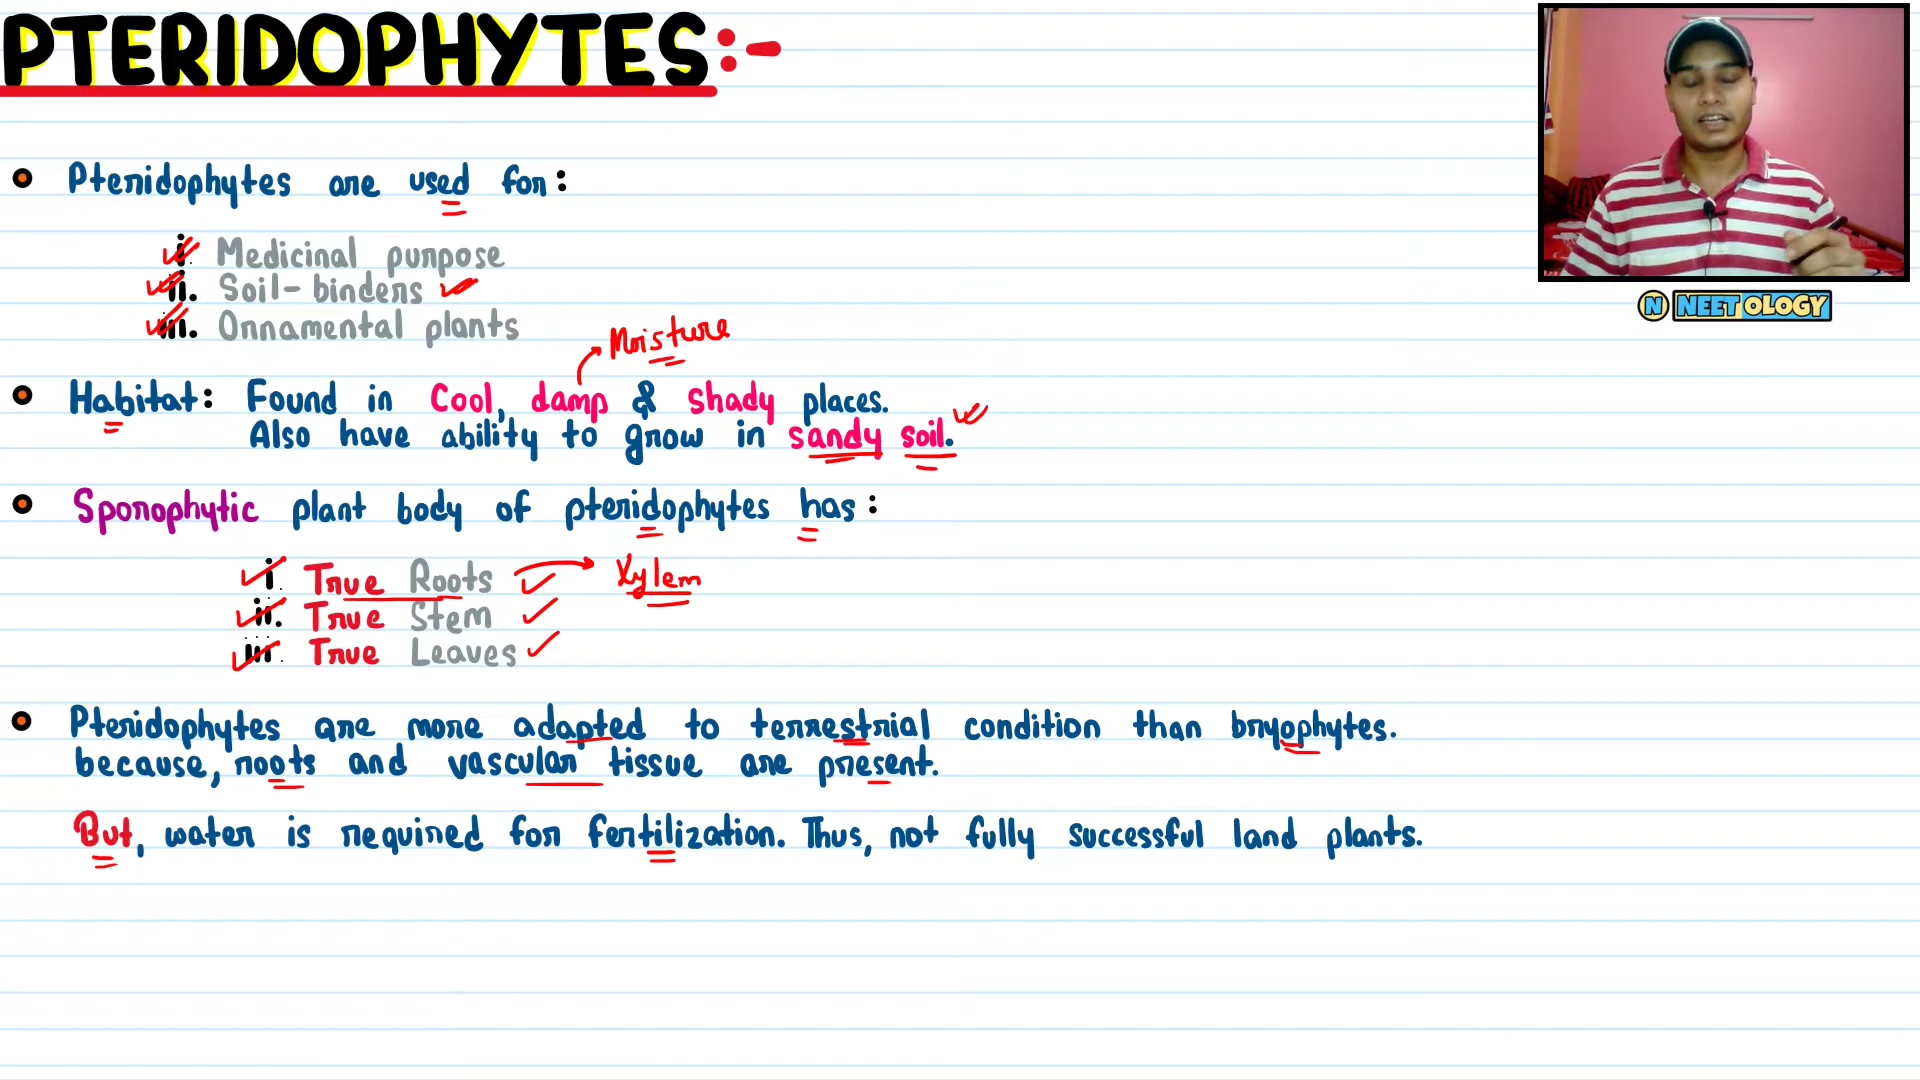 PTERIDOPHYTES:-
Pteridophytes are used for:
i. Medicinal purpose
ii. Soil-binders
iii. Ornnamental plants
Moisture
Habitat: Found in Cool, damp & shady places.
Also have ability to grow in sandy soil.
Sporophytic plant body of pteridophytes has:
i. True Roots
Xylem
ii. True Stem
iii. True Leaves
Pteridophytes are more adapted to terrestrial condition than bryophytes.
because, roots and vascular tissue are present.
But, water is required for fertilization. Thus, not fully successful land plants.
N NEETOLOGY